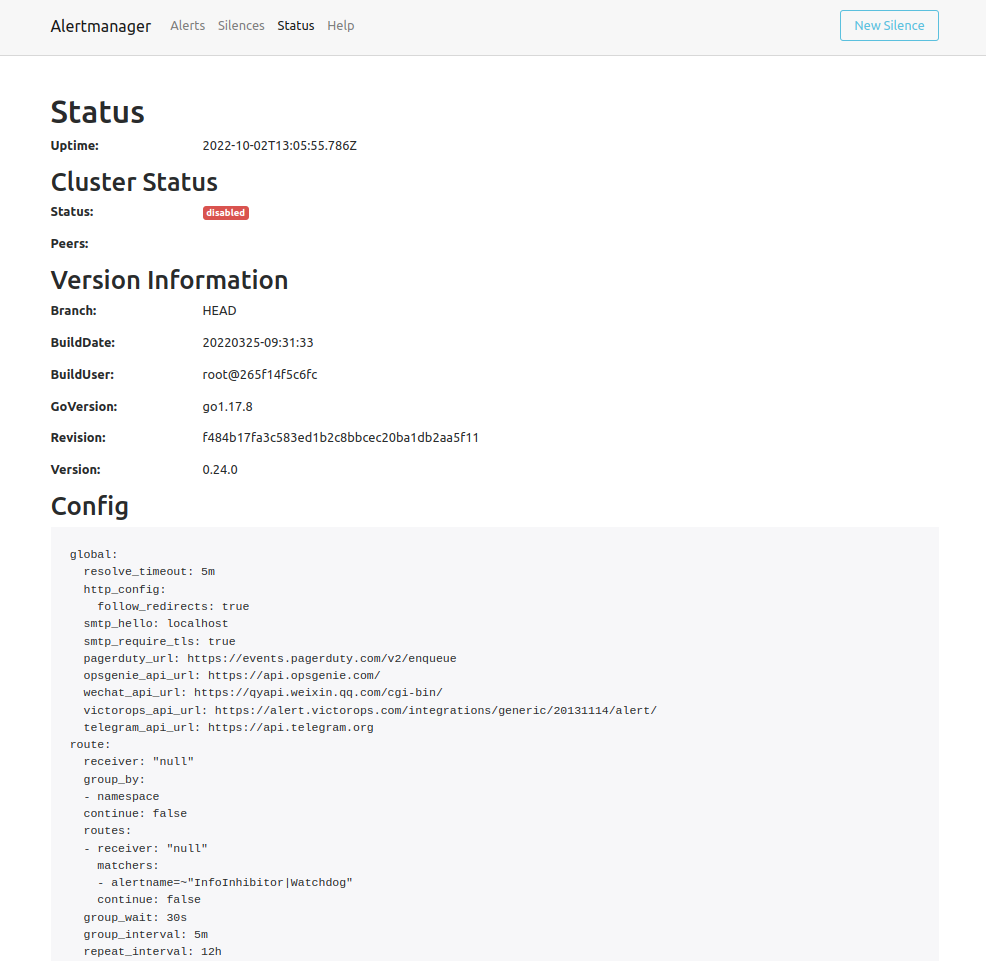 Alertmanager Alerts Silences Status Help New Silence
Status
Uptime: 2022-10-02T13:05:55.786Z
Cluster Status
Status: disabled
Peers:
Version Information
Branch: HEAD
BuildDate: 20220325-09:31:33
BuildUser: root@265f14f5c6fc
GoVersion: go1.17.8
Revision: f484b17fa3c583ed1b2c8bbcec20ba1db2aa5f11
Version: 0.24.0
Config
global:
  resolve_timeout: 5m
  http_config:
    follow_redirects: true
  smtp_hello: localhost
  smtp_require_tls: true
  pagerduty_url: https://events.pagerduty.com/v2/enqueue
  opsgenie_api_url: https://api.opsgenie.com/
  wechat_api_url: https://qyapi.weixin.qq.com/cgi-bin/
  victorops_api_url: https://alert.victorops.com/integrations/generic/20131114/alert/
  telegram_api_url: https://api.telegram.org
route:
  receiver: "null"
  group_by:
  - namespace
  continue: false
  routes:
  - receiver: "null"
    matchers:
    - alertname=~"InfoInhibitor|Watchdog"
    continue: false
  group_wait: 30s
  group_interval: 5m
  repeat_interval: 12h